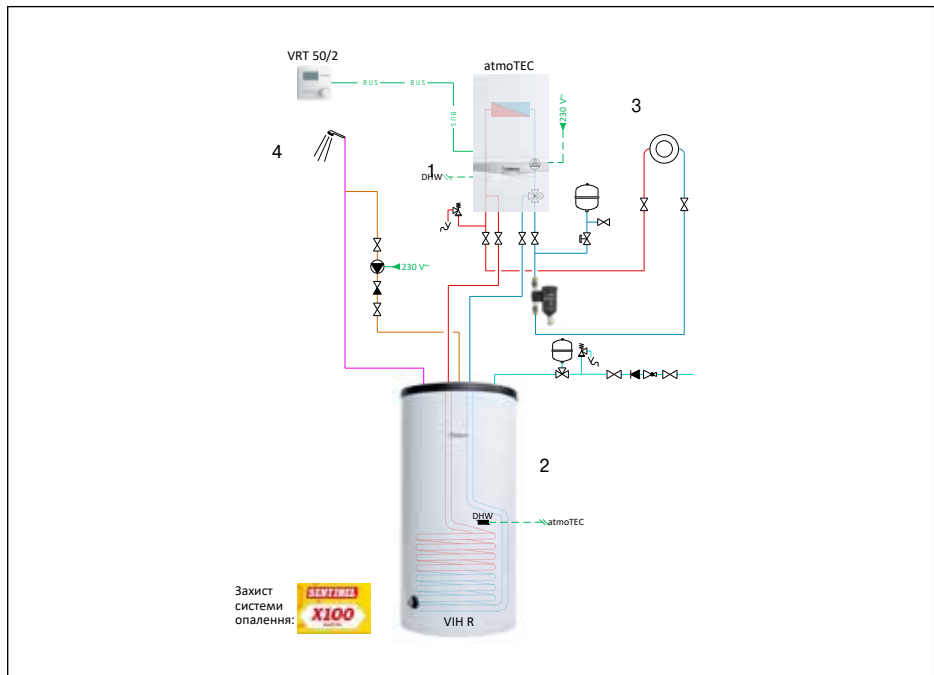 VRT 50/2
atmoTEC
BUS
BUS
BUS
230 V~
3
4
1
DHW
230 V~
2
DHW
atmoTEC
Захист
системи
опалення:
SENTINEL
X100
VIH R